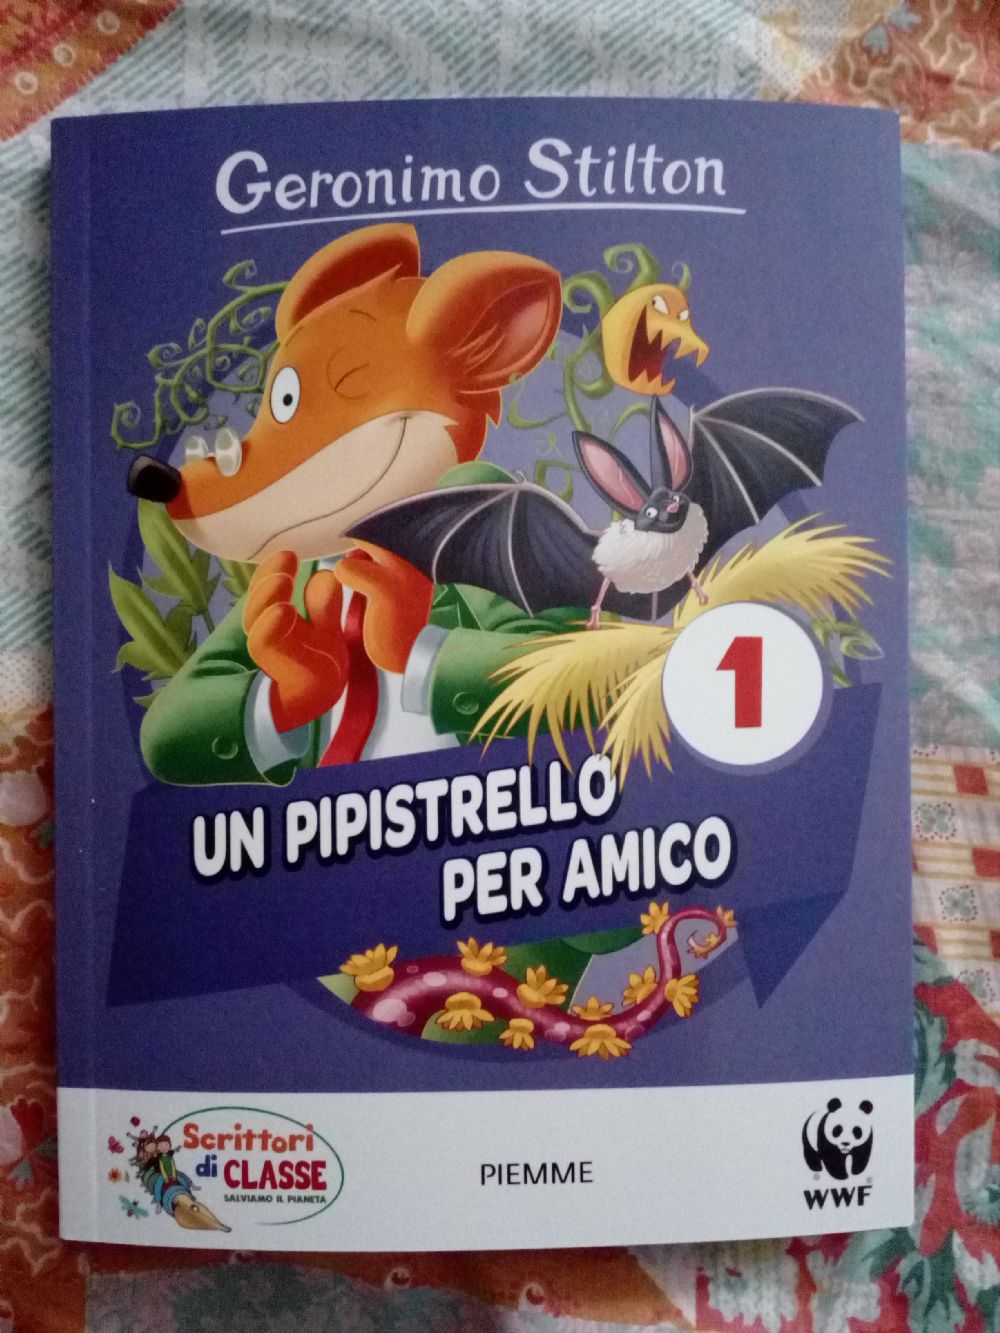 Geronimo Stilton
1
UN PIPISTRELLO
PER AMICO
Scrittori
di CLASSE
SALVIAMO IL PIANETA
PIEMME
WWF